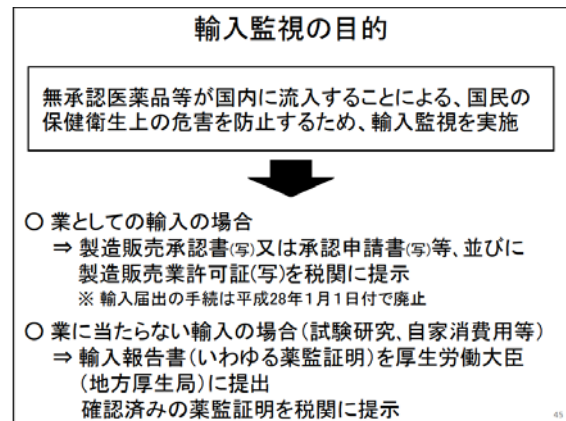 輸入監視の目的
無承認医薬品等が国内に流入することによる、国民の
保健衛生上の危害を防止するため、輸入監視を実施
○ 業としての輸入の場合
⇒ 製造販売承認書(写)又は承認申請書(写)等、並びに
製造販売業許可証(写)を税関に提示
※ 輸入届出の手続は平成28年1月1日付で廃止
○ 業に当たらない輸入の場合(試験研究、自家消費用等)
⇒ 輸入報告書(いわゆる薬監証明)を厚生労働大臣
(地方厚生局)に提出
確認済みの薬監証明を税関に提示
45